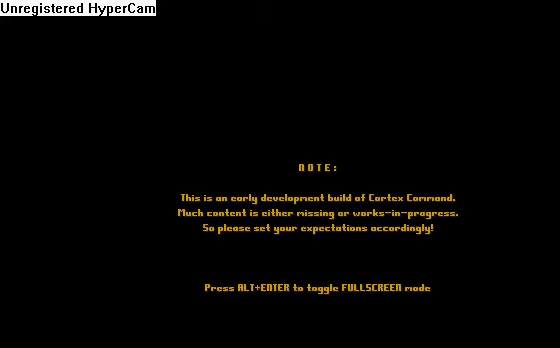 Unregistered HyperCam
NOTE:
This is an early development build of Cortex Command.
Much content is either missing or works-in-progress.
So please set your expectations accordingly!
Press ALT+ENTER to toggle FULLSCREEN mode